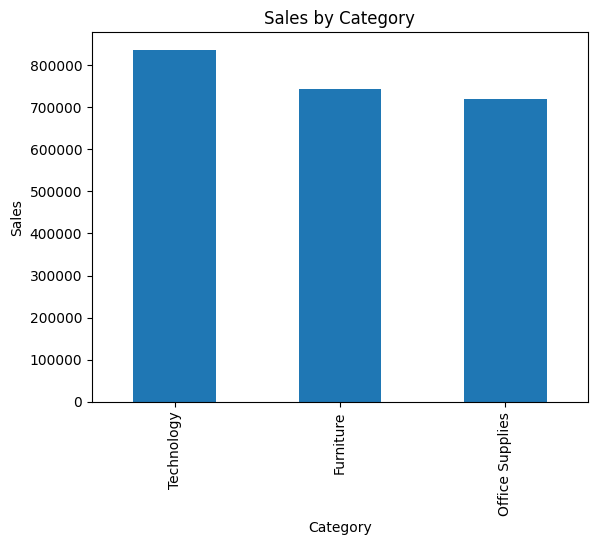 Sales by Category
Sales
800000
700000
600000
500000
400000
300000
200000
100000
0
Technology
Furniture
Office Supplies
Category